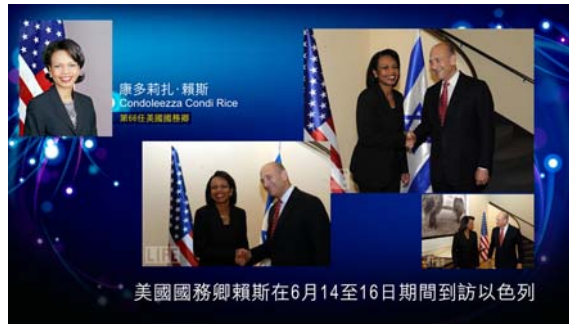 康多莉扎·賴斯
Condoleezza Condi Rice
第66任美國國務卿
LIFE
美國國務卿賴斯在6月14至16日期間到訪以色列